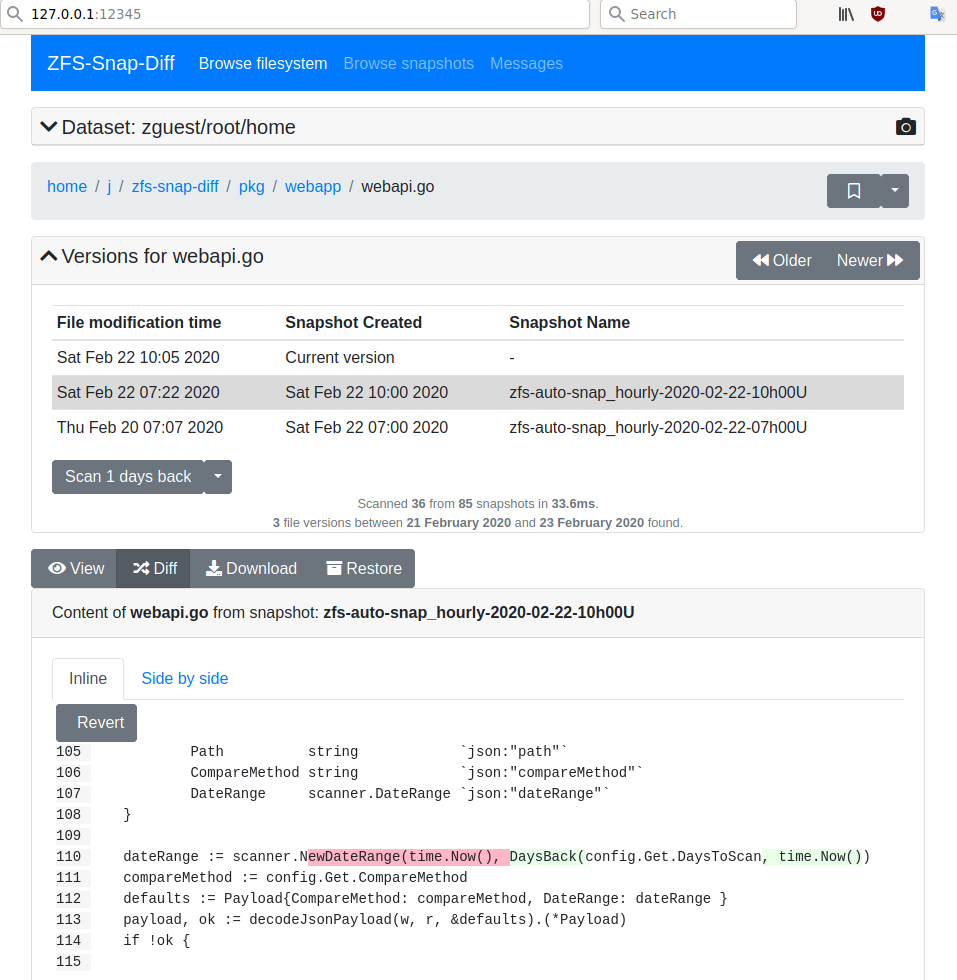 127.0.0.1:12345 Search
ZFS-Snap-Diff Browse filesystem Browse snapshots Messages
Dataset: zguest/root/home
home / j / zfs-snap-diff / pkg / webapp / webapi.go
Versions for webapi.go Older Newer
File modification time Snapshot Created Snapshot Name
Sat Feb 22 10:05 2020 Current version -
Sat Feb 22 07:22 2020 Sat Feb 22 10:00 2020 zfs-auto-snap_hourly-2020-02-22-10h00U
Thu Feb 20 07:07 2020 Sat Feb 22 07:00 2020 zfs-auto-snap_hourly-2020-02-22-07h00U
Scan 1 days back
Scanned 36 from 85 snapshots in 33.6ms.
3 file versions between 21 February 2020 and 23 February 2020 found.
View Diff Download Restore
Content of webapi.go from snapshot: zfs-auto-snap_hourly-2020-02-22-10h00U
Inline Side by side
Revert
105 Path string `json:"path"`
106 CompareMethod string `json:"compareMethod"`
107 DateRange scanner.DateRange `json:"dateRange"`
108 }
109
110 dateRange := scanner.NewDateRange(time.Now(), DaysBack(config.Get.DaysToScan, time.Now())
111 compareMethod := config.Get.CompareMethod
112 defaults := Payload{CompareMethod: compareMethod, DateRange: dateRange }
113 payload, ok := decodeJsonPayload(w, r, &defaults).(*Payload)
114 if !ok {
115